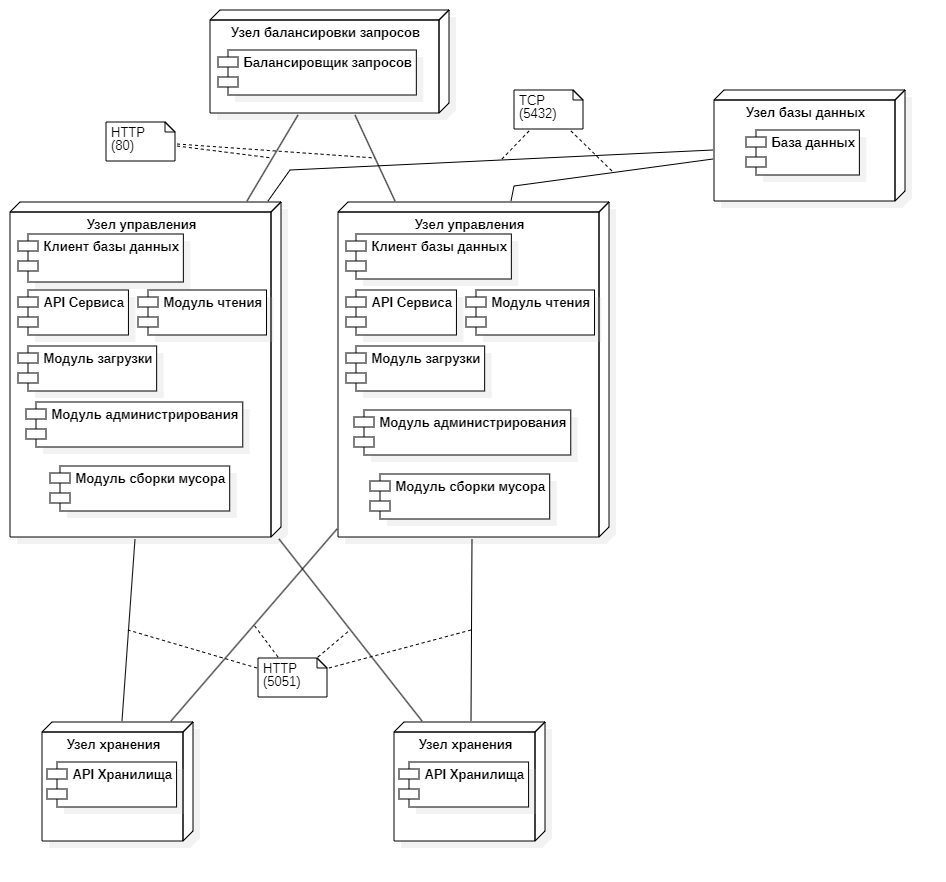 Узел балансировки запросов
Балансировщик запросов
TCP
(5432)
Узел базы данных
База данных
HTTP
(80)
Узел управления
Клиент базы данных
API Сервиса
Модуль чтения
Модуль загрузки
Модуль администрирования
Модуль сборки мусора
Узел управления
Клиент базы данных
API Сервиса
Модуль чтения
Модуль загрузки
Модуль администрирования
Модуль сборки мусора
HTTP
(5051)
Узел хранения
API Хранилища
Узел хранения
API Хранилища